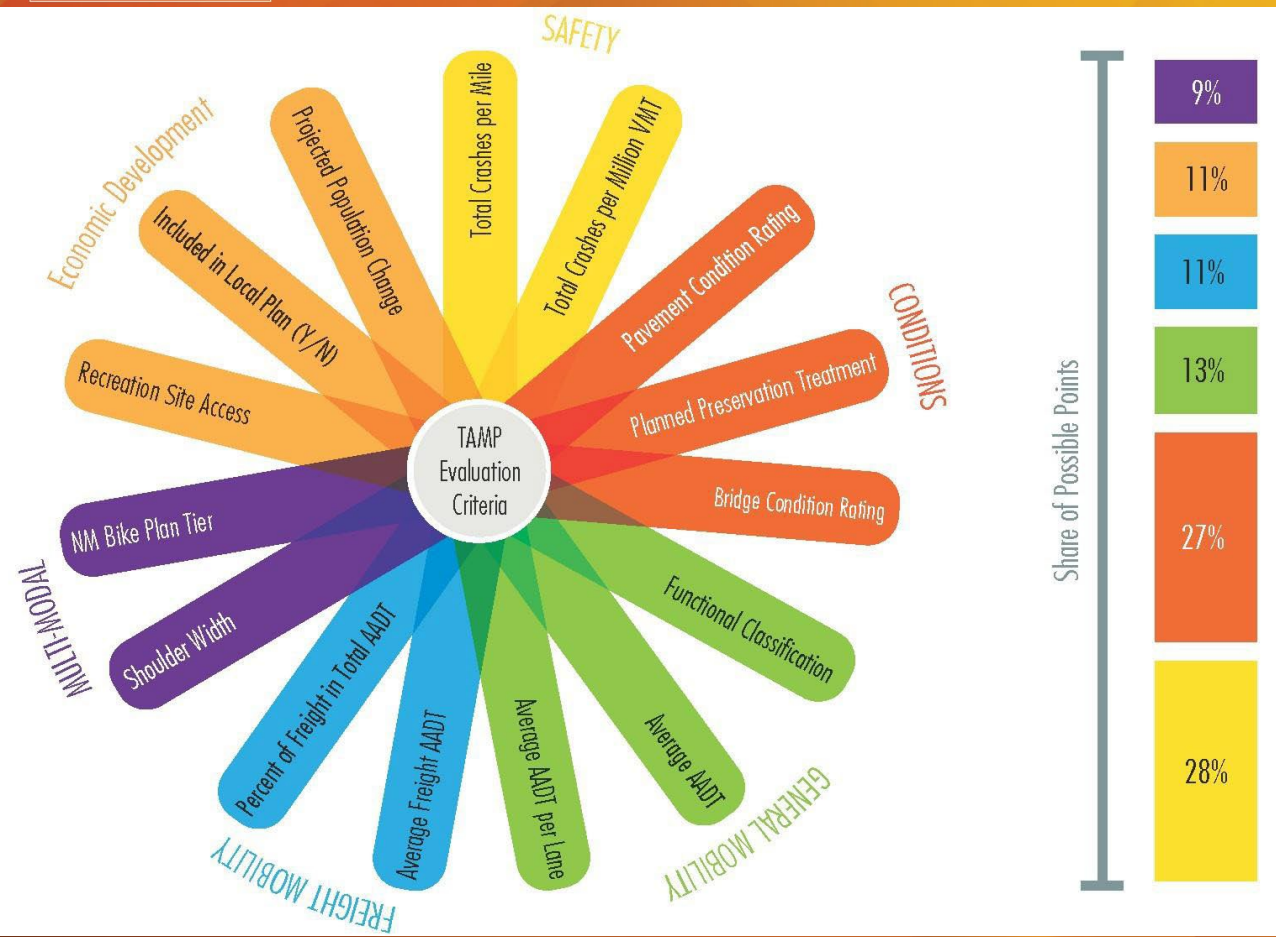 SAFETY
Total Crashes per Mile
Total Crashes per Million VMT
CONDITIONS
Pavement Condition Rating
Planned Preservation Treatment
Bridge Condition Rating
GENERAL MOBILITY
Functional Classification
Average AADT
Average AADT per Lane
FREIGHT MOBILITY
Average Freight AADT
Percent of Freight in Total AADT
MULTI-MODAL
Shoulder Width
NM Bike Plan Tier
Economic Development
Recreation Site Access
Included in Local Plan (Y/N)
Projected Population Change
TAMP
Evaluation
Criteria
Share of Possible Points
9%
11%
11%
13%
27%
28%